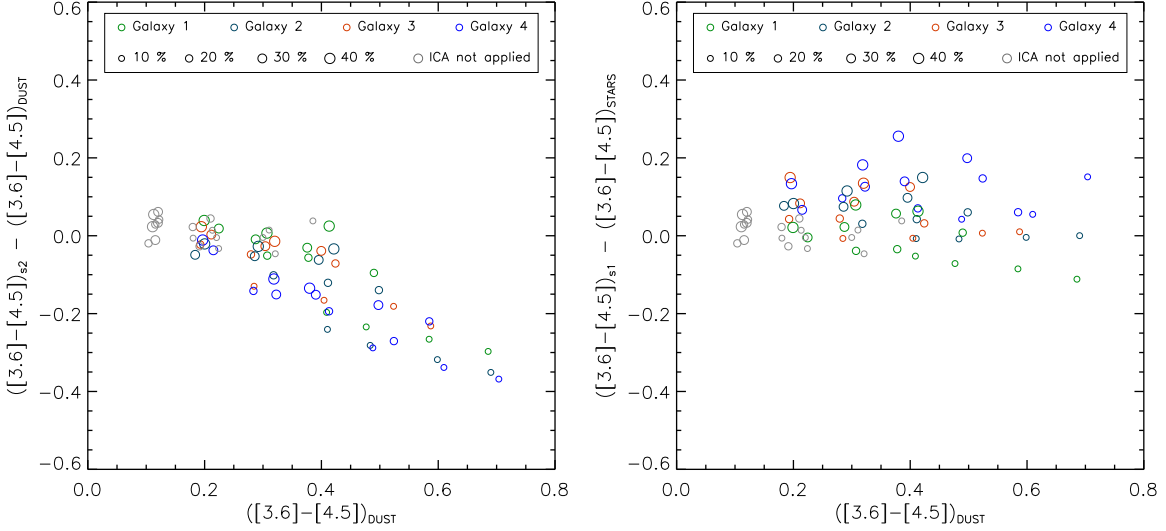 0.6
Galaxy 1 Galaxy 2 Galaxy 3 Galaxy 4
10 % 20 % 30 % 40 % ICA not applied
0.4
0.2
0.0
−0.2
−0.4
−0.6
0.0 0.2 0.4 0.6 0.8
([3.6]−[4.5])DUST
([3.6]−[4.5])s2 − ([3.6]−[4.5])DUST
0.6
Galaxy 1 Galaxy 2 Galaxy 3 Galaxy 4
10 % 20 % 30 % 40 % ICA not applied
0.4
0.2
0.0
−0.2
−0.4
−0.6
0.0 0.2 0.4 0.6 0.8
([3.6]−[4.5])DUST
([3.6]−[4.5])s1 − ([3.6]−[4.5])STARS